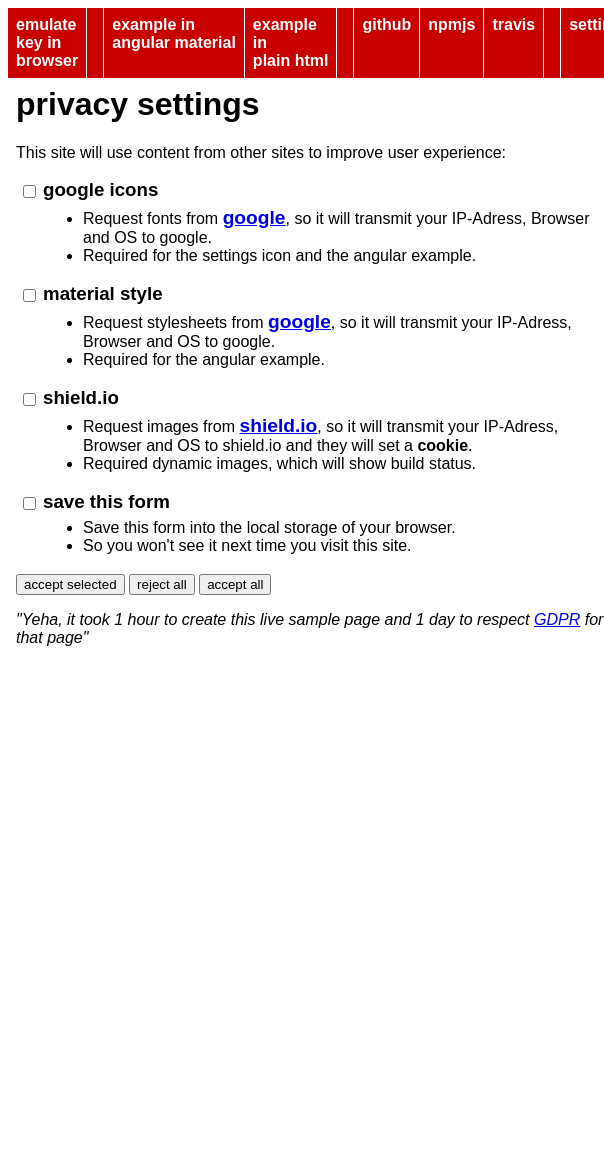 emulate
key in
browser
example in
angular material
example
in
plain html
github
npmjs
travis
privacy settings
This site will use content from other sites to improve user experience:
google icons
Request fonts from google, so it will transmit your IP-Adress, Browser
and OS to google.
Required for the settings icon and the angular example.
material style
Request stylesheets from google, so it will transmit your IP-Adress,
Browser and OS to google.
Required for the angular example.
shield.io
Request images from shield.io, so it will transmit your IP-Adress,
Browser and OS to shield.io and they will set a cookie.
Required dynamic images, which will show build status.
save this form
Save this form into the local storage of your browser.
So you won't see it next time you visit this site.
accept selected reject all accept all
"Yeha, it took 1 hour to create this live sample page and 1 day to respect GDPR for
that page"